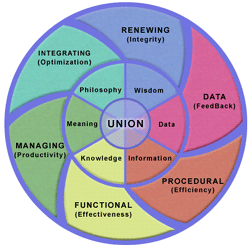 RENEWING
(Integrity)
INTEGRATING
(Optimization)
DATA
(FeedBack)
Philosophy
Wisdom
Meaning
UNION
Data
Knowledge
Information
MANAGING
(Productivity)
PROCEDURAL
(Efficiency)
FUNCTIONAL
(Effectiveness)